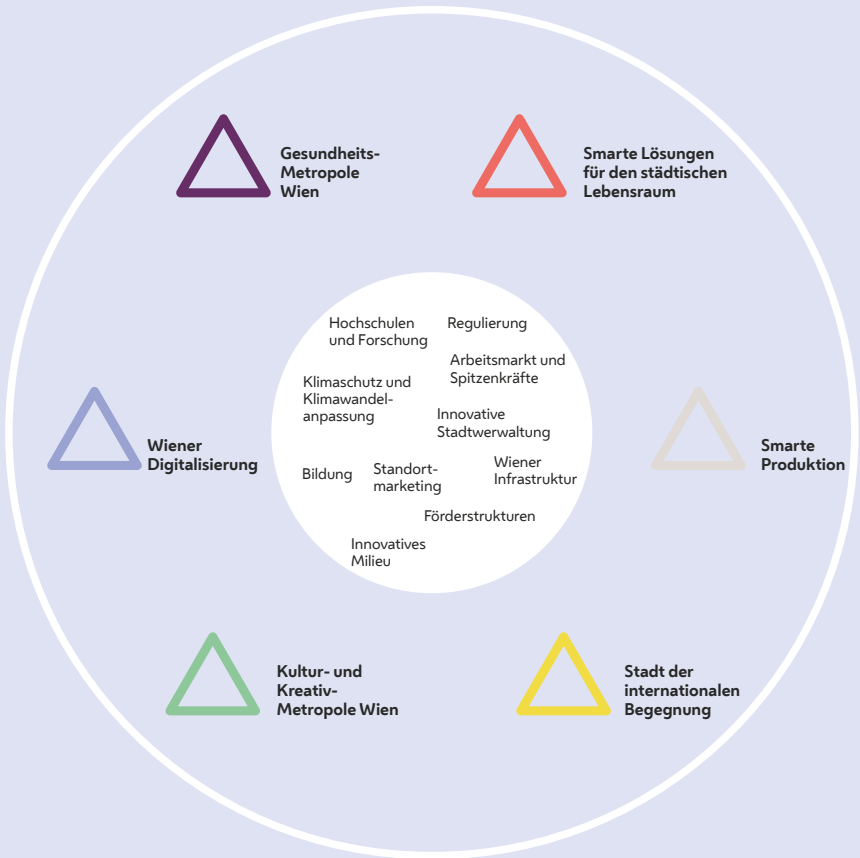 Gesundheits-
Metropole
Wien
Smarte Lösungen
für den städtischen
Lebensraum
Hochschulen
und Forschung
Regulierung
Arbeitsmarkt und
Spitzenkräfte
Klimaschutz und
Klimawandel-
anpassung
Innovative
Stadtwerwaltung
Wiener
Digitalisierung
Smarte
Produktion
Bildung
Standort-
marketing
Wiener
Infrastruktur
Förderstrukturen
Innovatives
Milieu
Kultur- und
Kreativ-
Metropole Wien
Stadt der
internationalen
Begegnung